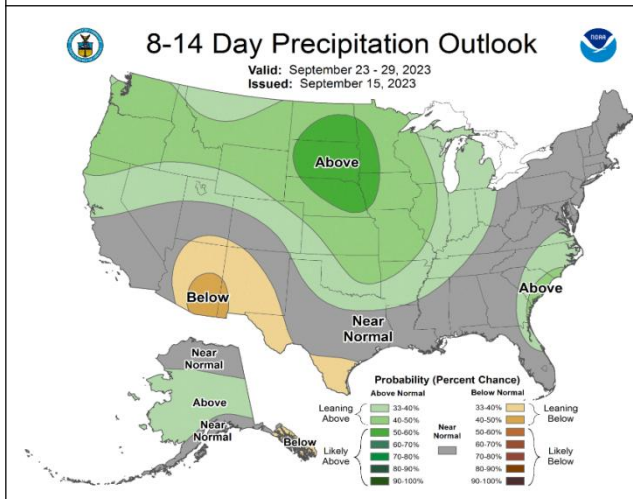 8-14 Day Precipitation Outlook
NOAA
Valid: September 23 - 29, 2023
Issued: September 15, 2023
Above
Below
Above
Near
Normal
Near
Normal
Above
Near
Normal
Below
Probability (Percent Chance)
Above Normal
Below Normal
Leaning
Above
33-40%
40-50%
50-60%
Likely
Above
60-70%
70-80%
80-90%
90-100%
Near
Normal
33-40%
40-50%
50-60%
Leaning
Below
60-70%
70-80%
80-90%
90-100%
Likely
Below